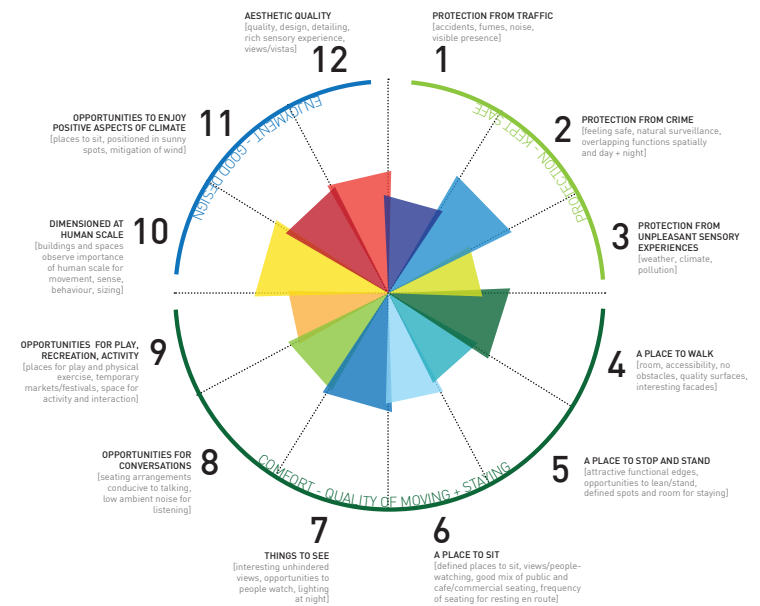 AESTHETIC QUALITY
[quality, design, detailing,
rich sensory experience,
views/vistas]
12
PROTECTION FROM TRAFFIC
[accidents, fumes, noise,
visible presence]
1
2
PROTECTION FROM CRIME
[feeling safe, natural surveillance,
overlapping functions spatially
and day + night]
3
PROTECTION FROM
UNPLEASANT SENSORY
EXPERIENCES
[weather, climate,
pollution]
4
A PLACE TO WALK
[room, accessibility, no
obstacles, quality surfaces,
interesting facades]
5
A PLACE TO STOP AND STAND
[attractive functional edges,
opportunities to lean/stand,
defined spots and room for staying]
6
A PLACE TO SIT
[defined places to sit, views/people-
watching, good mix of public and
cafe/commercial seating, frequency
of seating for resting en route]
7
THINGS TO SEE
[interesting unhindered
views, opportunities to
people watch, lighting
at night]
8
OPPORTUNITIES FOR
CONVERSATIONS
[seating arrangements
conducive to talking,
low ambient noise for
listening]
9
OPPORTUNITIES FOR PLAY,
RECREATION, ACTIVITY
[places for play and physical
exercise, temporary
markets/festivals, space for
activity and interaction]
10
DIMENSIONED AT
HUMAN SCALE
[buildings and spaces
observe importance
of human scale for
movement, sense,
behaviour, sizing]
11
OPPORTUNITIES TO ENJOY
POSITIVE ASPECTS OF CLIMATE
[places to sit, positioned in sunny
spots, mitigation of wind]
ENJOYMENT - GOOD DESIGN
PROTECTION - KEPT SAFE
COMFORT - QUALITY OF MOVING + STAYING